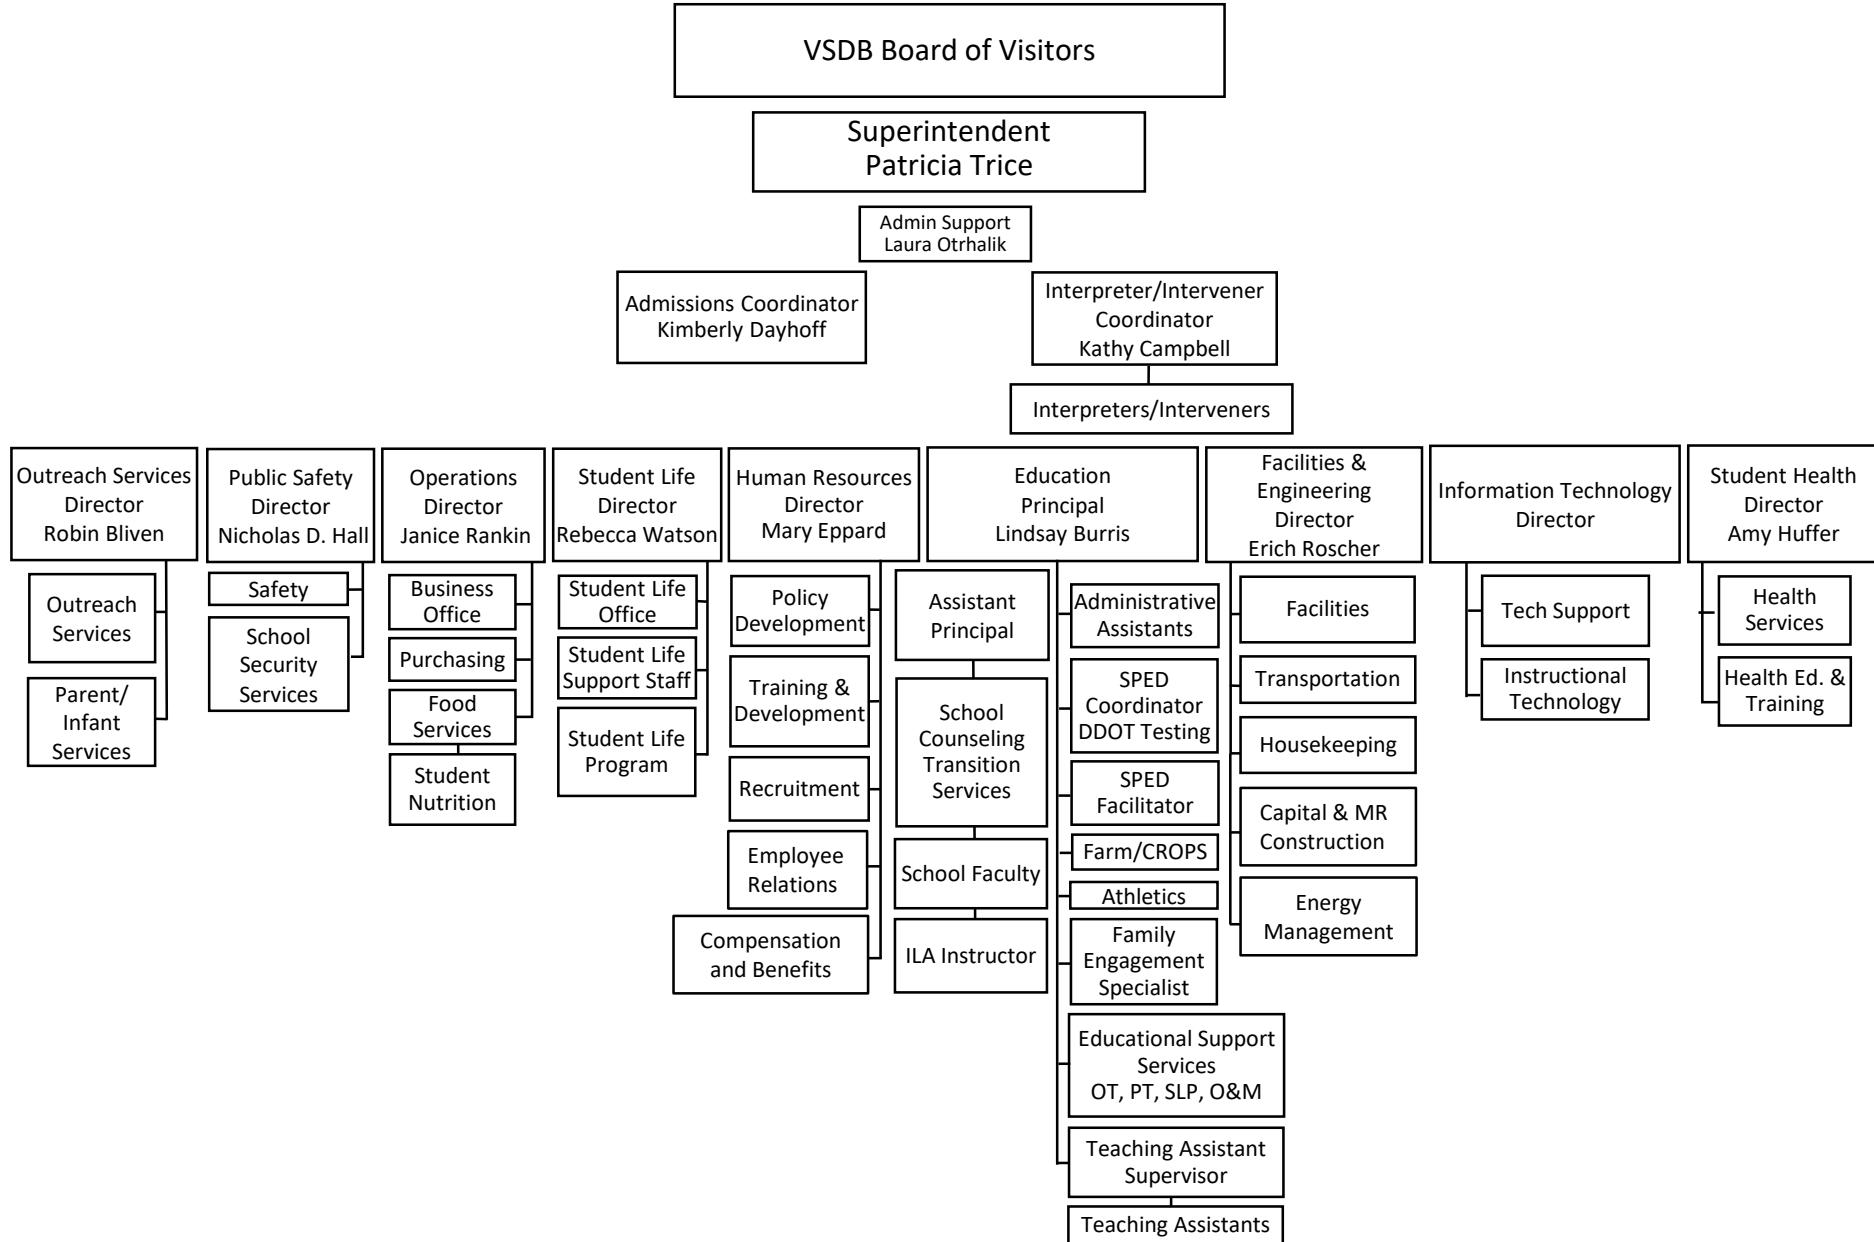 VSDB Board of Visitors
Superintendent
Patricia Trice
Admin Support
Laura Otrhalik
Admissions Coordinator
Kimberly Dayhoff
Interpreter/Intervener
Coordinator
Kathy Campbell
Interpreters/Interveners
Outreach Services
Director
Robin Bliven
Outreach
Services
Parent/
Infant
Services
Public Safety
Director
Nicholas D. Hall
Safety
School
Security
Services
Operations
Director
Janice Rankin
Business
Office
Purchasing
Food
Services
Student
Nutrition
Student Life
Director
Rebecca Watson
Student Life
Office
Student Life
Support Staff
Student Life
Program
Human Resources
Director
Mary Eppard
Policy
Development
Training &
Development
Recruitment
Employee
Relations
Compensation
and Benefits
Education
Principal
Lindsay Burris
Assistant
Principal
School
Counseling
Transition
Services
School Faculty
ILA Instructor
Administrative
Assistants
SPED
Coordinator
DDOT Testing
SPED
Facilitator
Farm/CROPS
Athletics
Family
Engagement
Specialist
Educational Support
Services
OT, PT, SLP, O&M
Teaching Assistant
Supervisor
Teaching Assistants
Facilities &
Engineering
Director
Erich Roscher
Facilities
Transportation
Housekeeping
Capital & MR
Construction
Energy
Management
Information Technology
Director
Tech Support
Instructional
Technology
Student Health
Director
Amy Huffer
Health
Services
Health Ed. &
Training